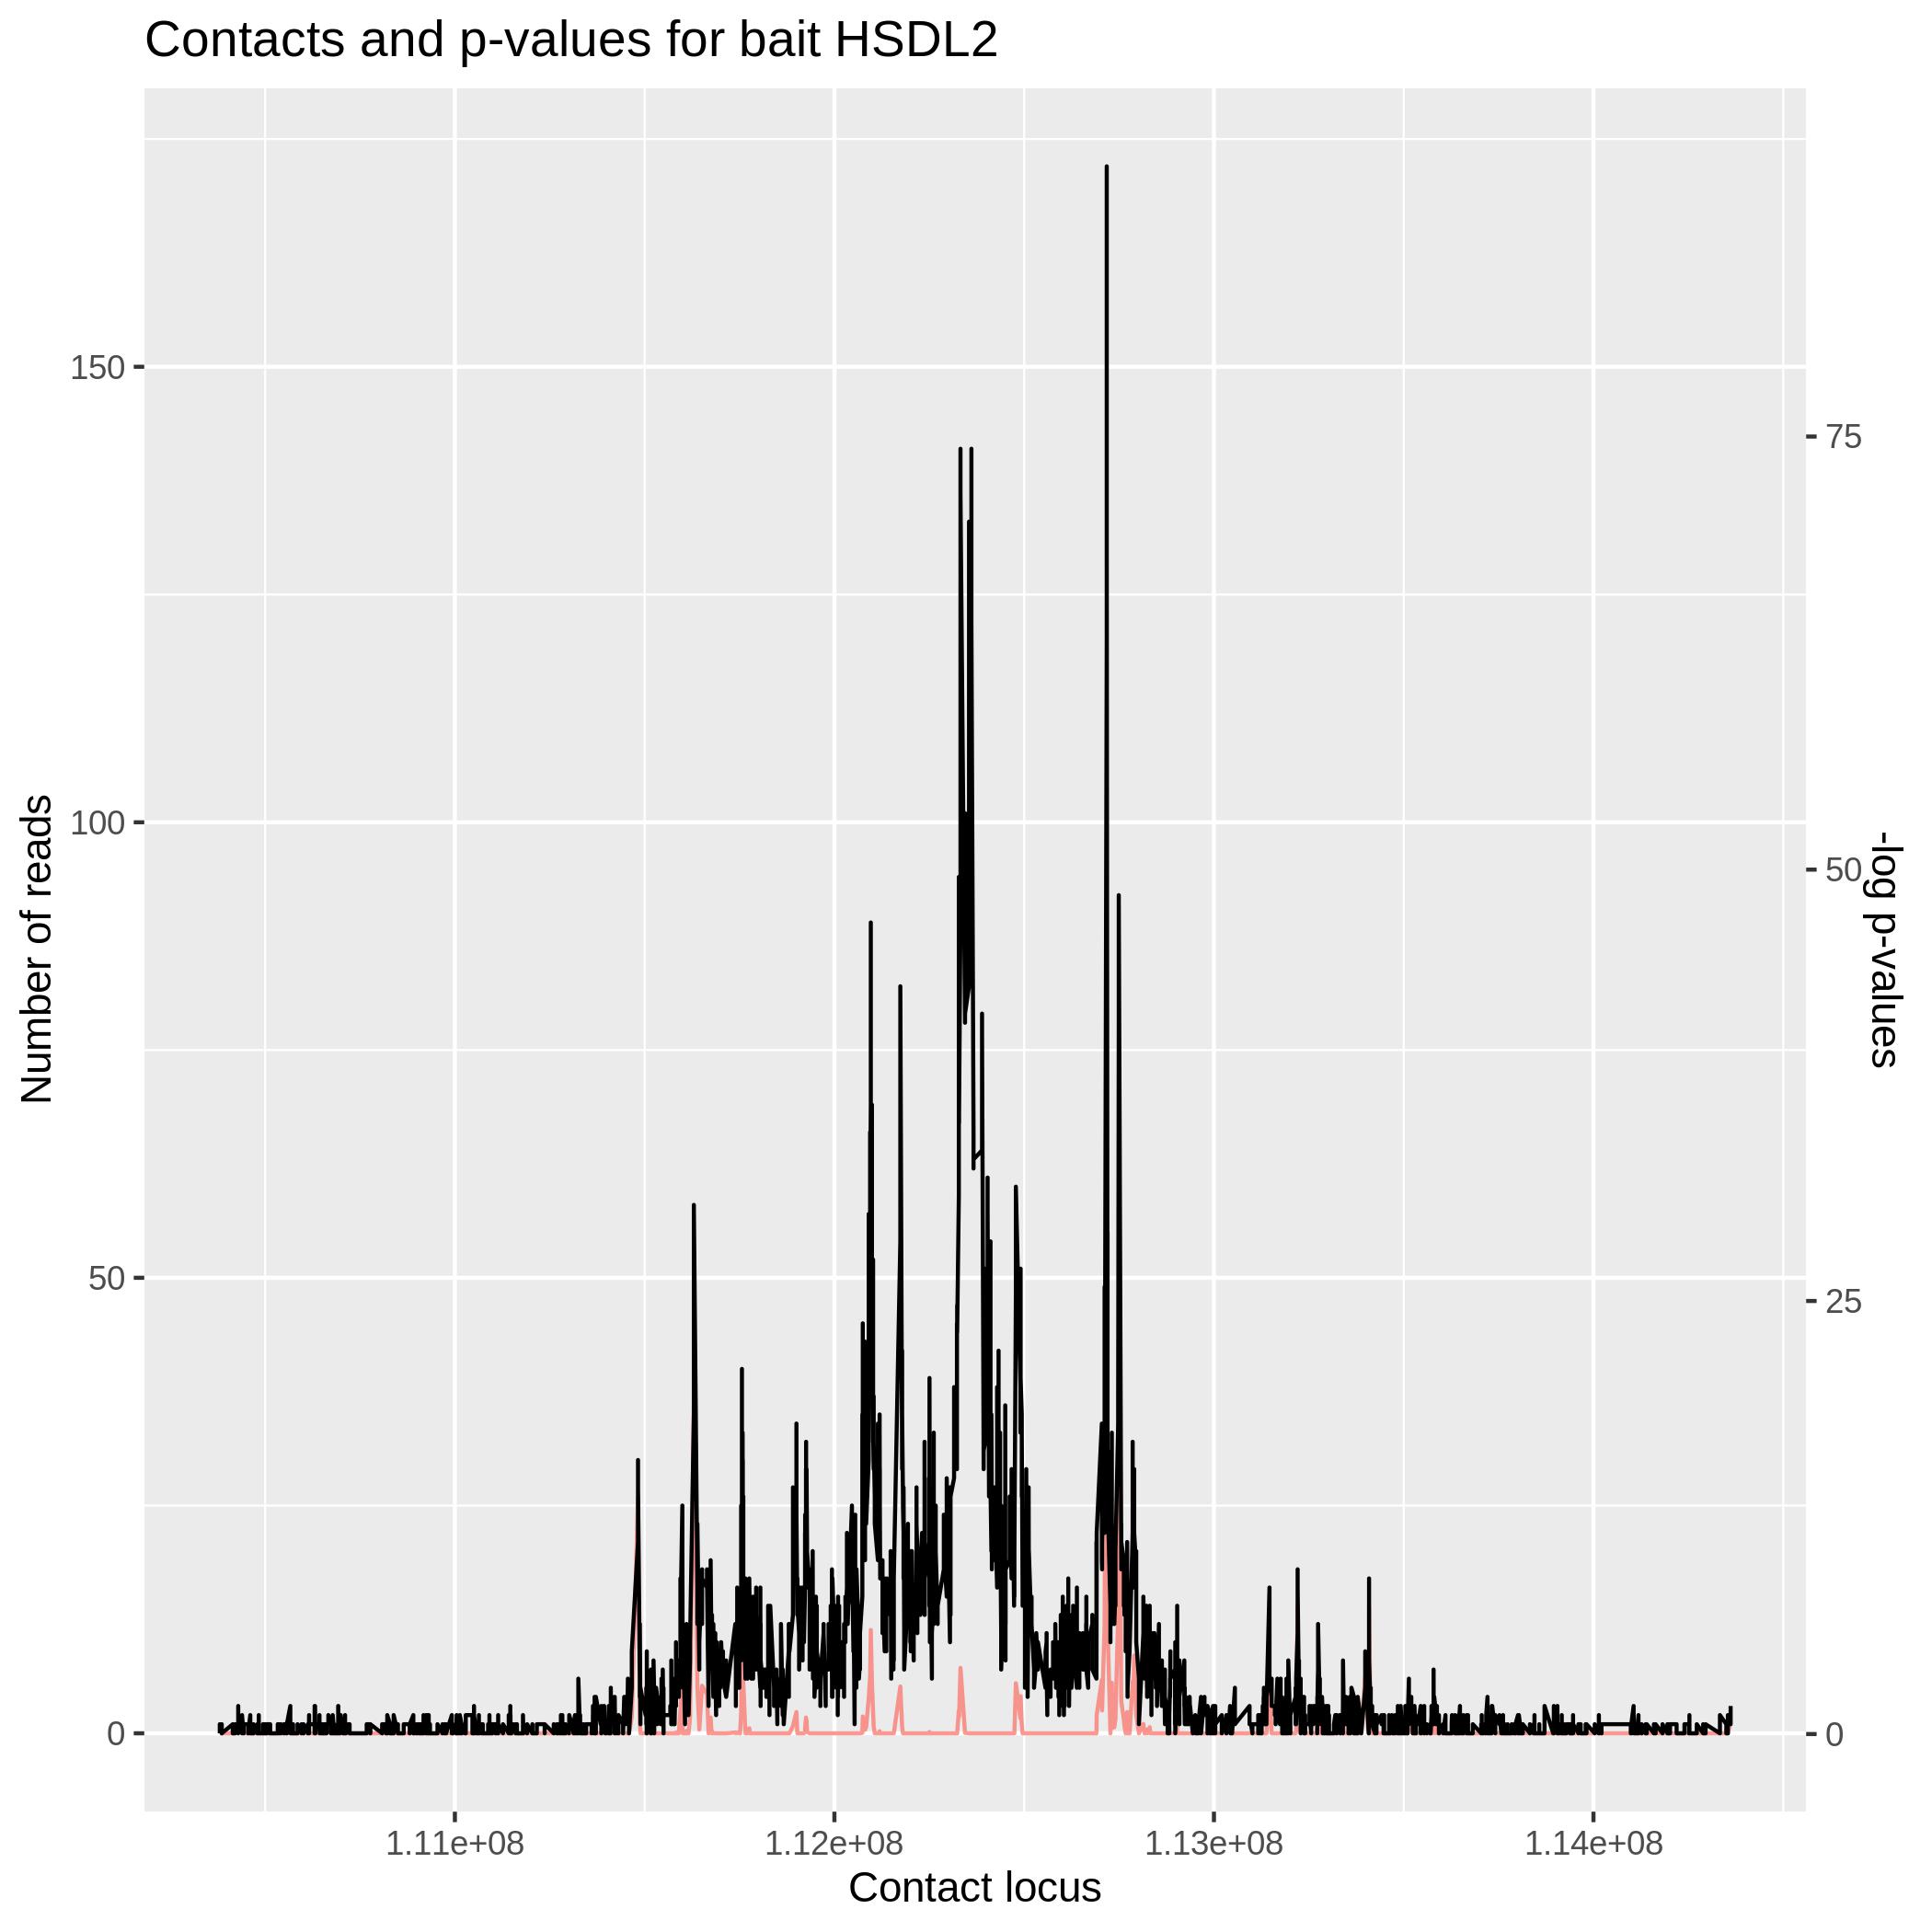 Contacts and p-values for bait HSDL2
Number of reads
150
100
50
0
75
50
25
0
-log p-values
1.11e+08
1.12e+08
1.13e+08
1.14e+08
Contact locus